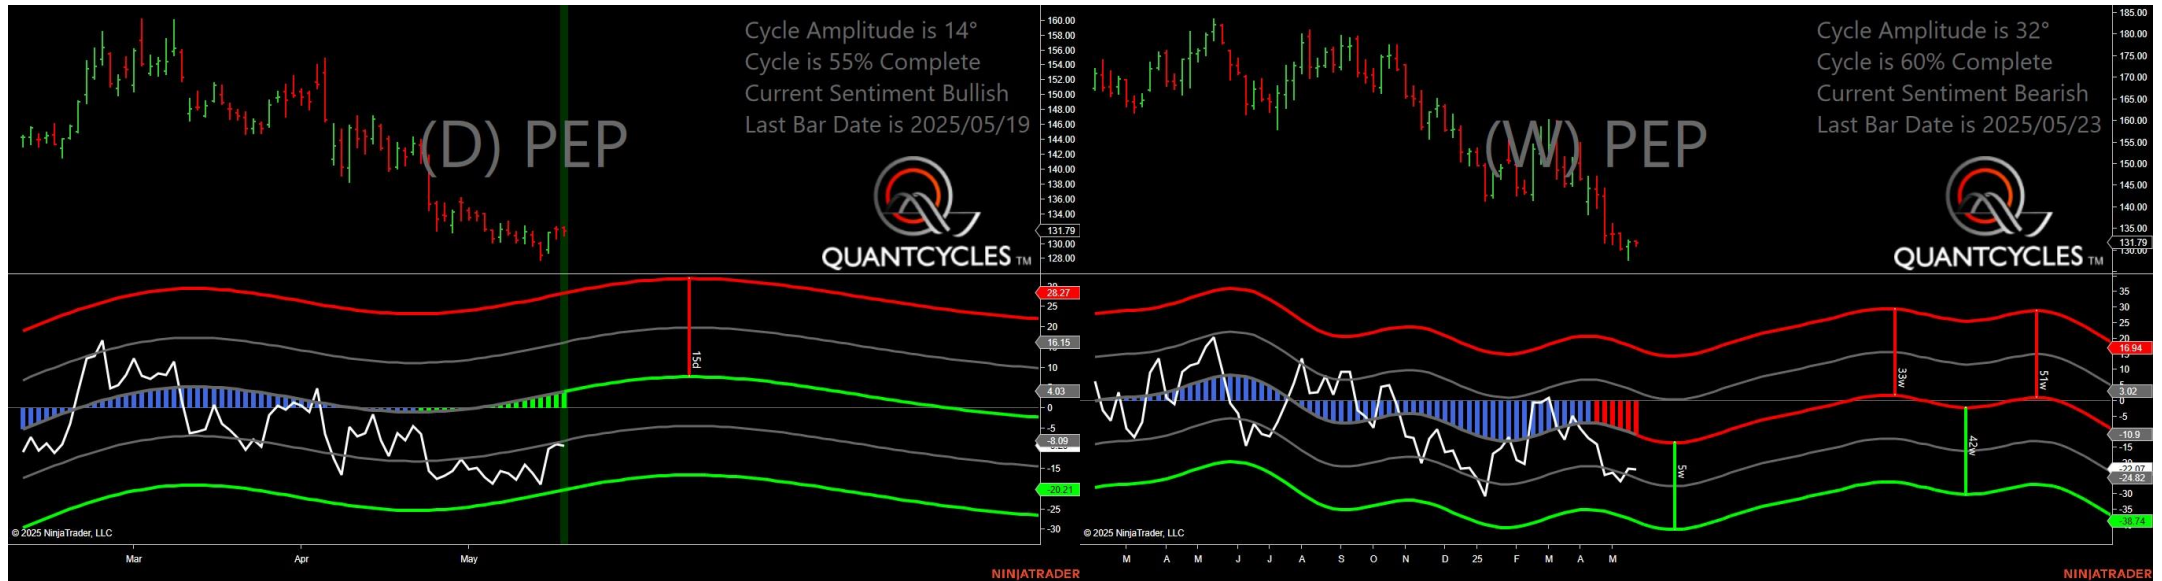 Cycle Amplitude is 14°
Cycle is 55% Complete
Current Sentiment Bullish
Last Bar Date is 2025/05/19
(D) PEP
QUANTCYCLES TM
160.00
158.00
156.00
154.00
152.00
150.00
148.00
146.00
144.00
142.00
140.00
138.00
136.00
134.00
131.79
130.00
128.00
28.27
25
20
16.15
10
4.03
0
-5
-8.09
-15
-20.21
-25
-30
15d
© 2025 NinjaTrader, LLC
Mar Apr May
NINJATRADER
Cycle Amplitude is 32°
Cycle is 60% Complete
Current Sentiment Bearish
Last Bar Date is 2025/05/23
(W) PEP
QUANTCYCLES TM
185.00
180.00
175.00
170.00
165.00
160.00
155.00
150.00
145.00
140.00
135.00
131.79
130.00
35
30
25
20
16.94
10
3.02
0
-5
-10.9
-15
-22.07
-24.82
-30
-35
-38.74
5w
33w
42w
51w
© 2025 NinjaTrader, LLC
M A M J J A S O N D 25 F M A M
NINJATRADER